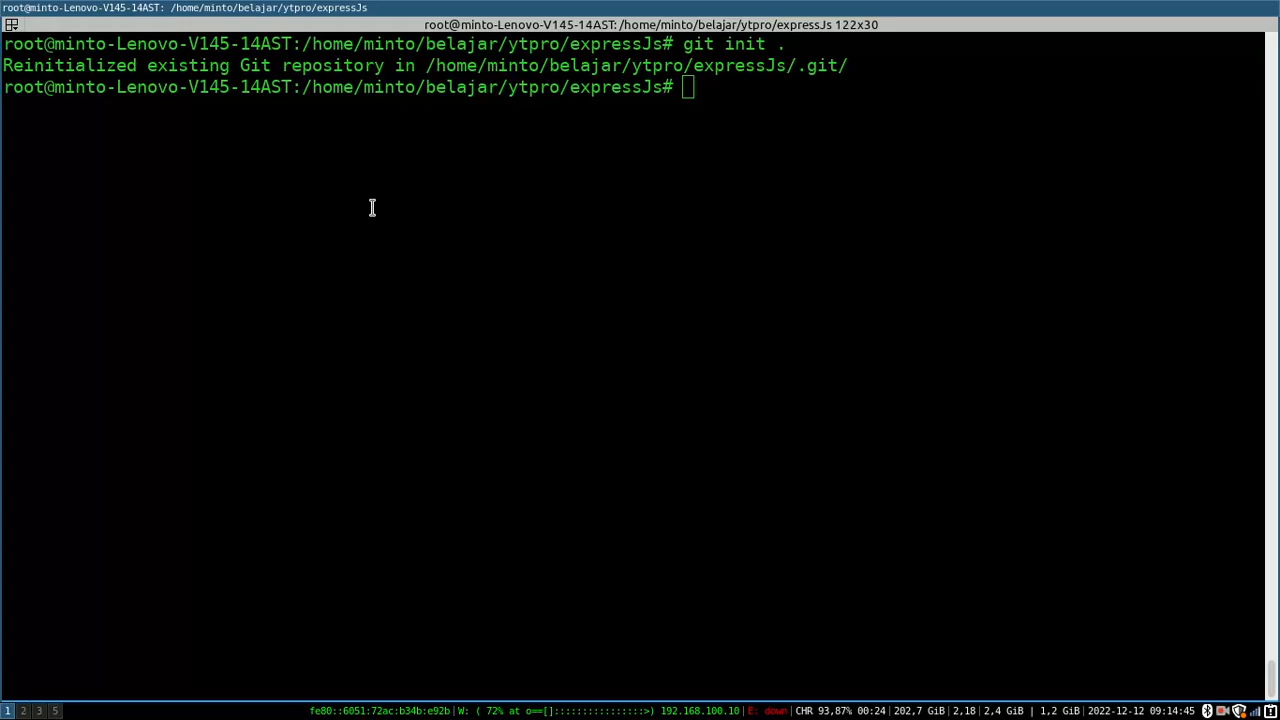 root@minto-Lenovo-V145-14AST: /home/minto/belajar/ytpro/expressJs
root@minto-Lenovo-V145-14AST:/home/minto/belajar/ytpro/expressJs 122x30
root@minto-Lenovo-V145-14AST:/home/minto/belajar/ytpro/expressJs# git init .
Reinitialized existing Git repository in /home/minto/belajar/ytpro/expressJs/.git/
root@minto-Lenovo-V145-14AST:/home/minto/belajar/ytpro/expressJs#
1 2 3 5 fe80::6051:72ac:b34b:e92b|W: ( 72% at o==[]::::::::::::::::>) 192.168.100.10|E: down|CHR 93,87% 00:24|202,7 GiB|2,18|2,4 GiB | 1,2 GiB|2022-12-12 09:14:45